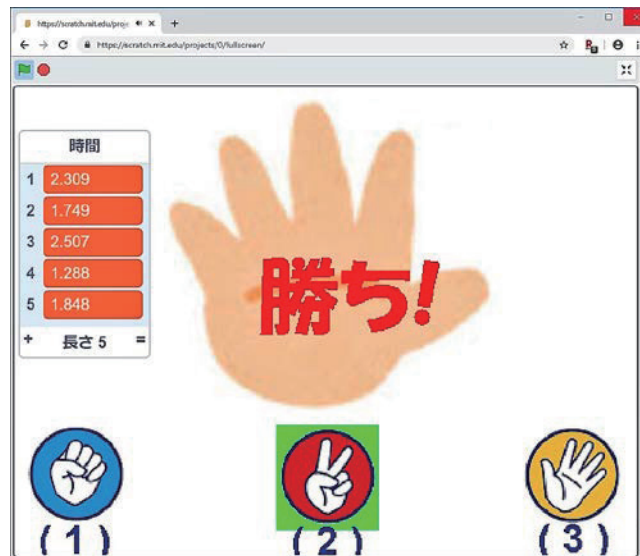 https://scratch.mit.edu/proje
https://scratch.mit.edu/projects/0/fullscreen/
時間
1 2.309
2 1.749
3 2.507
4 1.288
5 1.848
+ 長さ 5 =
勝ち!
(1) (2) (3)